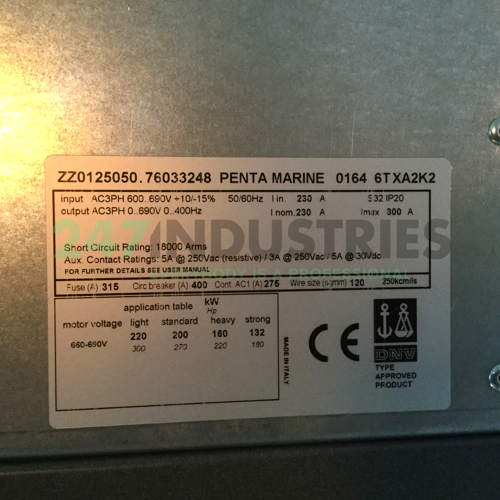 ZZ0125050.76033248 PENTA MARINE 0164 6TXA2K2
input AC3PH 600..690V +10/-15% 50/60Hz I in. 230 A S32 IP20
output AC3PH 0..690V 0..400Hz I nom. 230 A Imax 300 A
247INDUSTRIES
Short Circuit Rating: 18000 Arms
Aux. Contact Ratings: 5A @ 250Vac (resistive) / 3A @ 250Vac / 5A @ 30Vdc
FOR FURTHER DETAILS SEE USER MANUAL
BODY IS A PROFESSIONAL
Fuse (A) 315 Circ breaker (A) 400 Cont. AC1 (A) 275 Wire size (sqmm) 120 250kcmils
application table kW
Hp
motor voltage light standard heavy strong
660-690V 220 200 160 132
300 270 220 180
MADE IN ITALY
CE
DNV
TYPE
APPROVED
PRODUCT